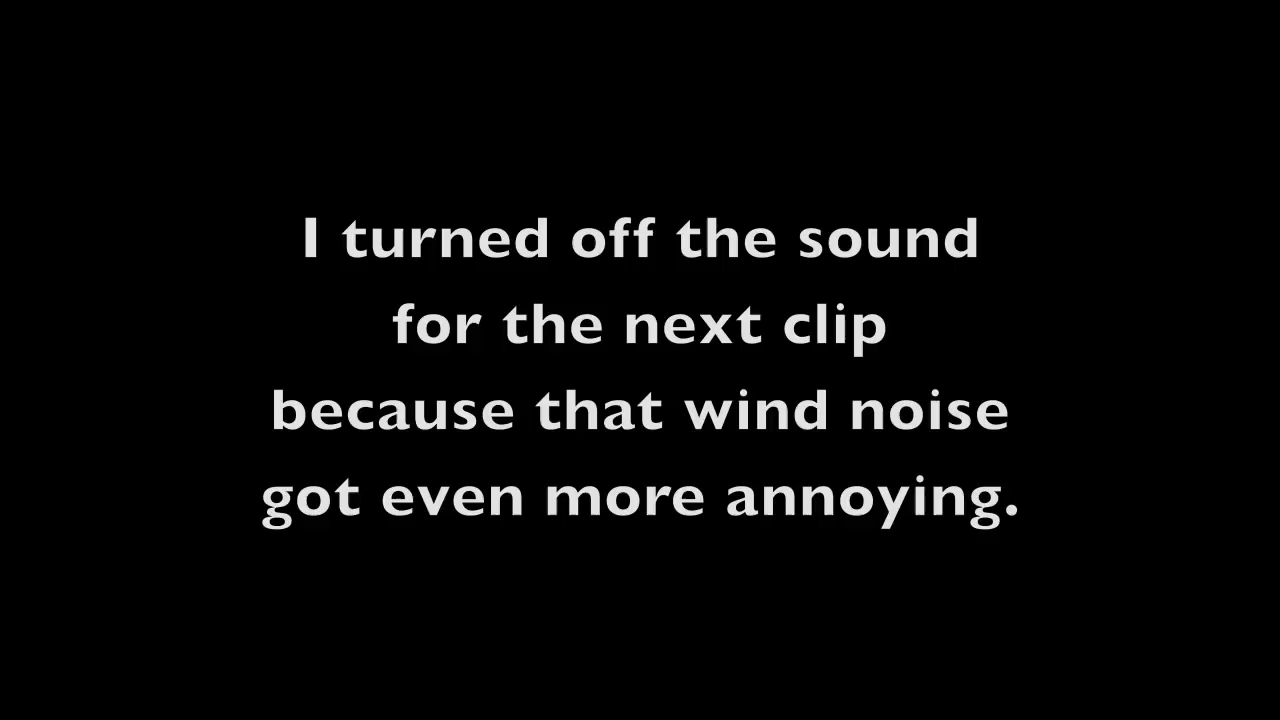 I turned off the sound
for the next clip
because that wind noise
got even more annoying.